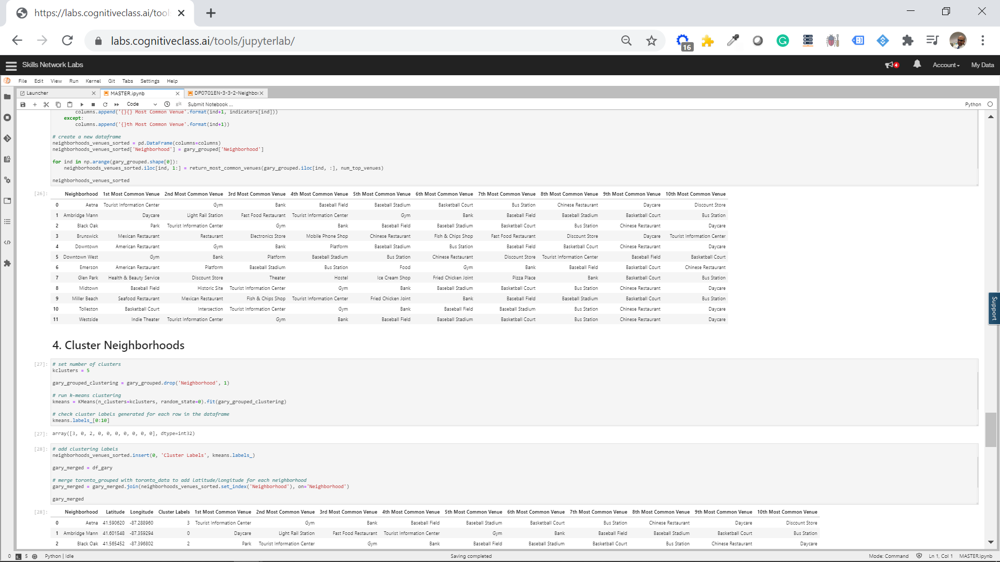 https://labs.cognitiveclass.ai/tool
labs.cognitiveclass.ai/tools/jupyterlab/
16
Skills Network Labs
4
Account
My Data
File Edit View Run Kernel Git Tabs Settings Help
Launcher
MASTER.ipynb
DP0701EN-3-3-2-Neighbo
Code
git
Submit Notebook ...
Python
columns.append('{}{} Most Common Venue'.format(ind+1, indicators[ind]))
except:
columns.append('{}th Most Common Venue'.format(ind+1))
# create a new dataframe
neighborhoods_venues_sorted = pd.DataFrame(columns=columns)
neighborhoods_venues_sorted['Neighborhood'] = gary_grouped['Neighborhood']
for ind in np.arange(gary_grouped.shape[0]):
neighborhoods_venues_sorted.iloc[ind, 1:] = return_most_common_venues(gary_grouped.iloc[ind, :], num_top_venues)
neighborhoods_venues_sorted
[26]: Neighborhood 1st Most Common Venue 2nd Most Common Venue 3rd Most Common Venue 4th Most Common Venue 5th Most Common Venue 6th Most Common Venue 7th Most Common Venue 8th Most Common Venue 9th Most Common Venue 10th Most Common Venue
0 Aetna Tourist Information Center Gym Bank Baseball Field Baseball Stadium Basketball Court Bus Station Chinese Restaurant Daycare Discount Store
1 Ambridge Mann Daycare Light Rail Station Fast Food Restaurant Tourist Information Center Gym Bank Baseball Field Baseball Stadium Basketball Court Bus Station
2 Black Oak Park Tourist Information Center Gym Bank Baseball Field Baseball Stadium Basketball Court Bus Station Chinese Restaurant Daycare
3 Brunswick Mexican Restaurant Restaurant Electronics Store Mobile Phone Shop Chinese Restaurant Fish & Chips Shop Fast Food Restaurant Discount Store Daycare Tourist Information Center
4 Downtown American Restaurant Gym Bank Platform Baseball Stadium Bus Station Baseball Field Basketball Court Chinese Restaurant Daycare
5 Downtown West Gym Bank Platform Baseball Stadium Bus Station Chinese Restaurant Discount Store Tourist Information Center Baseball Field Basketball Court
6 Emerson American Restaurant Platform Baseball Stadium Bus Station Food Gym Bank Baseball Field Basketball Court Chinese Restaurant
7 Glen Park Health & Beauty Service Discount Store Theater Hostel Ice Cream Shop Fried Chicken Joint Pizza Place Bank Basketball Court Bus Station
8 Midtown Baseball Field Historic Site Tourist Information Center Gym Bank Baseball Stadium Basketball Court Bus Station Chinese Restaurant Daycare
9 Miller Beach Seafood Restaurant Mexican Restaurant Fish & Chips Shop Tourist Information Center Fried Chicken Joint Bank Baseball Field Baseball Stadium Basketball Court Bus Station
10 Tolleston Basketball Court Intersection Tourist Information Center Gym Bank Baseball Field Baseball Stadium Bus Station Chinese Restaurant Daycare
11 Westside Indie Theater Tourist Information Center Gym Bank Baseball Field Baseball Stadium Basketball Court Bus Station Chinese Restaurant Daycare
Support
4. Cluster Neighborhoods
[27]: # set number of clusters
kclusters = 5
gary_grouped_clustering = gary_grouped.drop('Neighborhood', 1)
# run k-means clustering
kmeans = KMeans(n_clusters=kclusters, random_state=0).fit(gary_grouped_clustering)
# check cluster labels generated for each row in the dataframe
kmeans.labels_[0:10]
[27]: array([3, 0, 2, 0, 0, 0, 0, 0, 0, 0], dtype=int32)
[28]: # add clustering labels
neighborhoods_venues_sorted.insert(0, 'Cluster Labels', kmeans.labels_)
gary_merged = df_gary
# merge toronto_grouped with toronto_data to add latitude/longitude for each neighborhood
gary_merged = gary_merged.join(neighborhoods_venues_sorted.set_index('Neighborhood'), on='Neighborhood')
gary_merged
[28]: Neighborhood Latitude Longitude Cluster Labels 1st Most Common Venue 2nd Most Common Venue 3rd Most Common Venue 4th Most Common Venue 5th Most Common Venue 6th Most Common Venue 7th Most Common Venue 8th Most Common Venue 9th Most Common Venue 10th Most Common Venue
0 Aetna 41.590620 -87.288960 3 Tourist Information Center Gym Bank Baseball Field Baseball Stadium Basketball Court Bus Station Chinese Restaurant Daycare Discount Store
1 Ambridge Mann 41.601548 -87.359294 0 Daycare Light Rail Station Fast Food Restaurant Tourist Information Center Gym Bank Baseball Field Baseball Stadium Basketball Court Bus Station
2 Black Oak 41.565452 -87.396802 2 Park Tourist Information Center Gym Bank Baseball Field Baseball Stadium Basketball Court Bus Station Chinese Restaurant Daycare
0 5 Python | Idle Saving completed Mode: Command Ln 1, Col 1 MASTER.ipynb